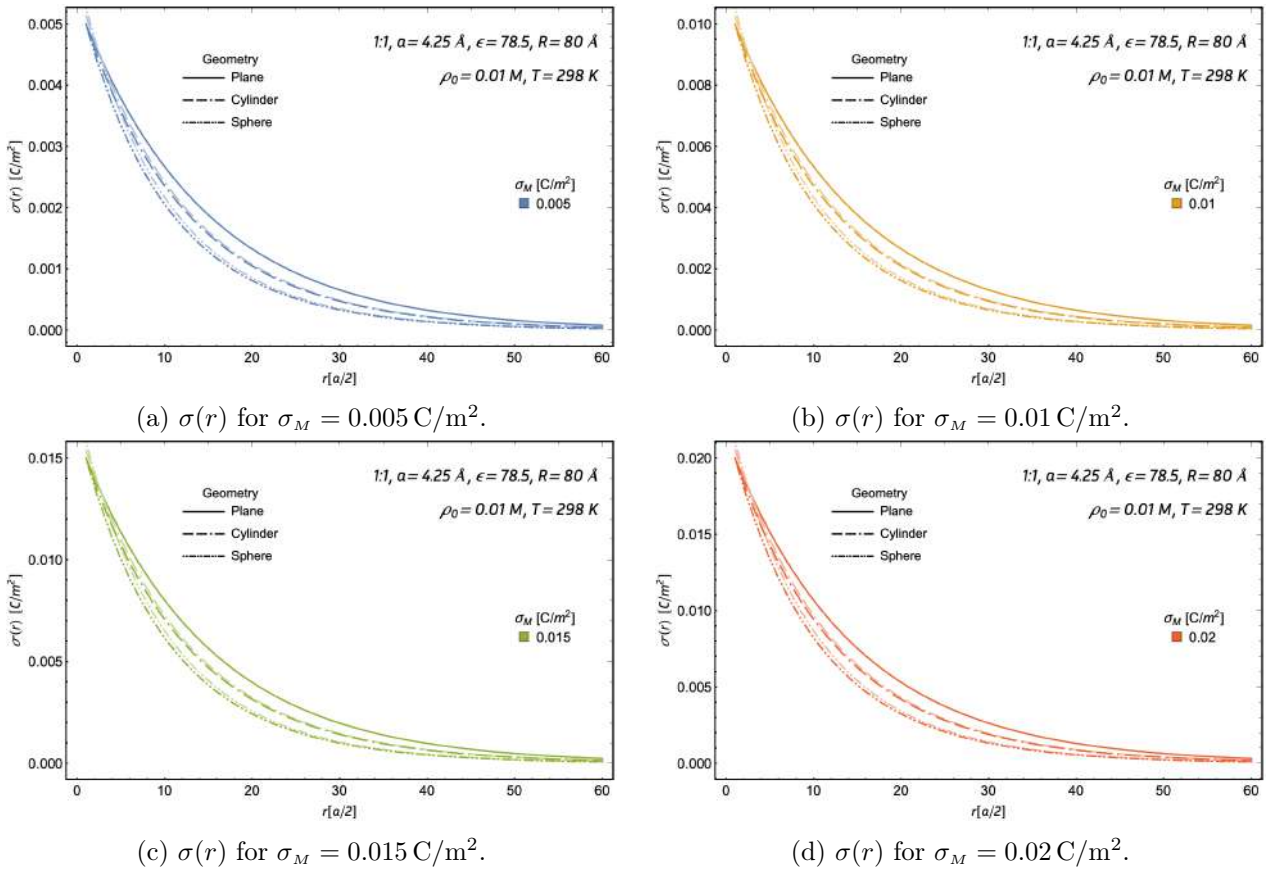 0.005
0.004
0.003
0.002
0.001
0.000
σ(r) [C/m²]
1:1, a = 4.25 Å, ϵ = 78.5, R = 80 Å
ρ₀ = 0.01 M, T = 298 K
Geometry
Plane
Cylinder
Sphere
σ_M [C/m²]
0.005
0 10 20 30 40 50 60
r[a/2]
(a) σ(r) for σ_M = 0.005 C/m².
0.010
0.008
0.006
0.004
0.002
0.000
σ(r) [C/m²]
1:1, a = 4.25 Å, ϵ = 78.5, R = 80 Å
ρ₀ = 0.01 M, T = 298 K
Geometry
Plane
Cylinder
Sphere
σ_M [C/m²]
0.01
0 10 20 30 40 50 60
r[a/2]
(b) σ(r) for σ_M = 0.01 C/m².
0.015
0.010
0.005
0.000
σ(r) [C/m²]
1:1, a = 4.25 Å, ϵ = 78.5, R = 80 Å
ρ₀ = 0.01 M, T = 298 K
Geometry
Plane
Cylinder
Sphere
σ_M [C/m²]
0.015
0 10 20 30 40 50 60
r[a/2]
(c) σ(r) for σ_M = 0.015 C/m².
0.020
0.015
0.010
0.005
0.000
σ(r) [C/m²]
1:1, a = 4.25 Å, ϵ = 78.5, R = 80 Å
ρ₀ = 0.01 M, T = 298 K
Geometry
Plane
Cylinder
Sphere
σ_M [C/m²]
0.02
0 10 20 30 40 50 60
r[a/2]
(d) σ(r) for σ_M = 0.02 C/m².